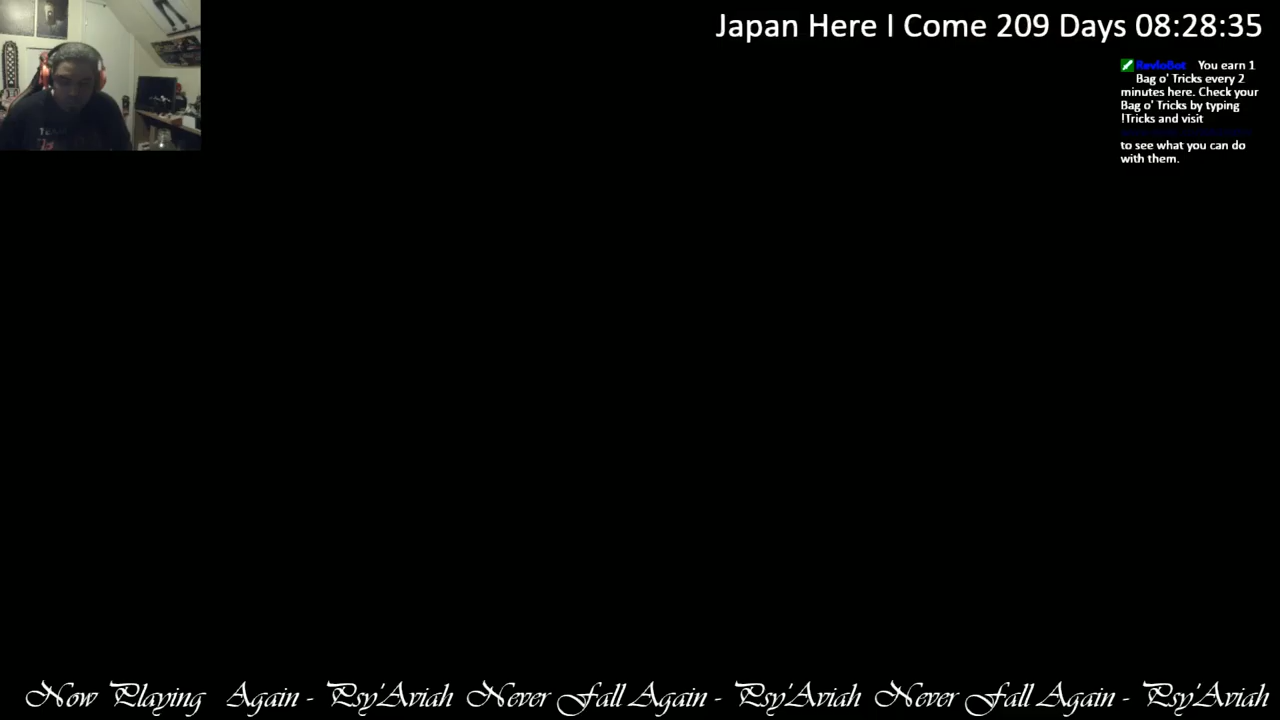 Japan Here I Come 209 Days 08:28:35
RevloBot You earn 1
Bag o' Tricks every 2
minutes here. Check your
Bag o' Tricks by typing
!Tricks and visit
to see what you can do
with them.
Now Playing Again - Psy'Aviah Never Fall Again - Psy'Aviah Never Fall Again - Psy'Aviah